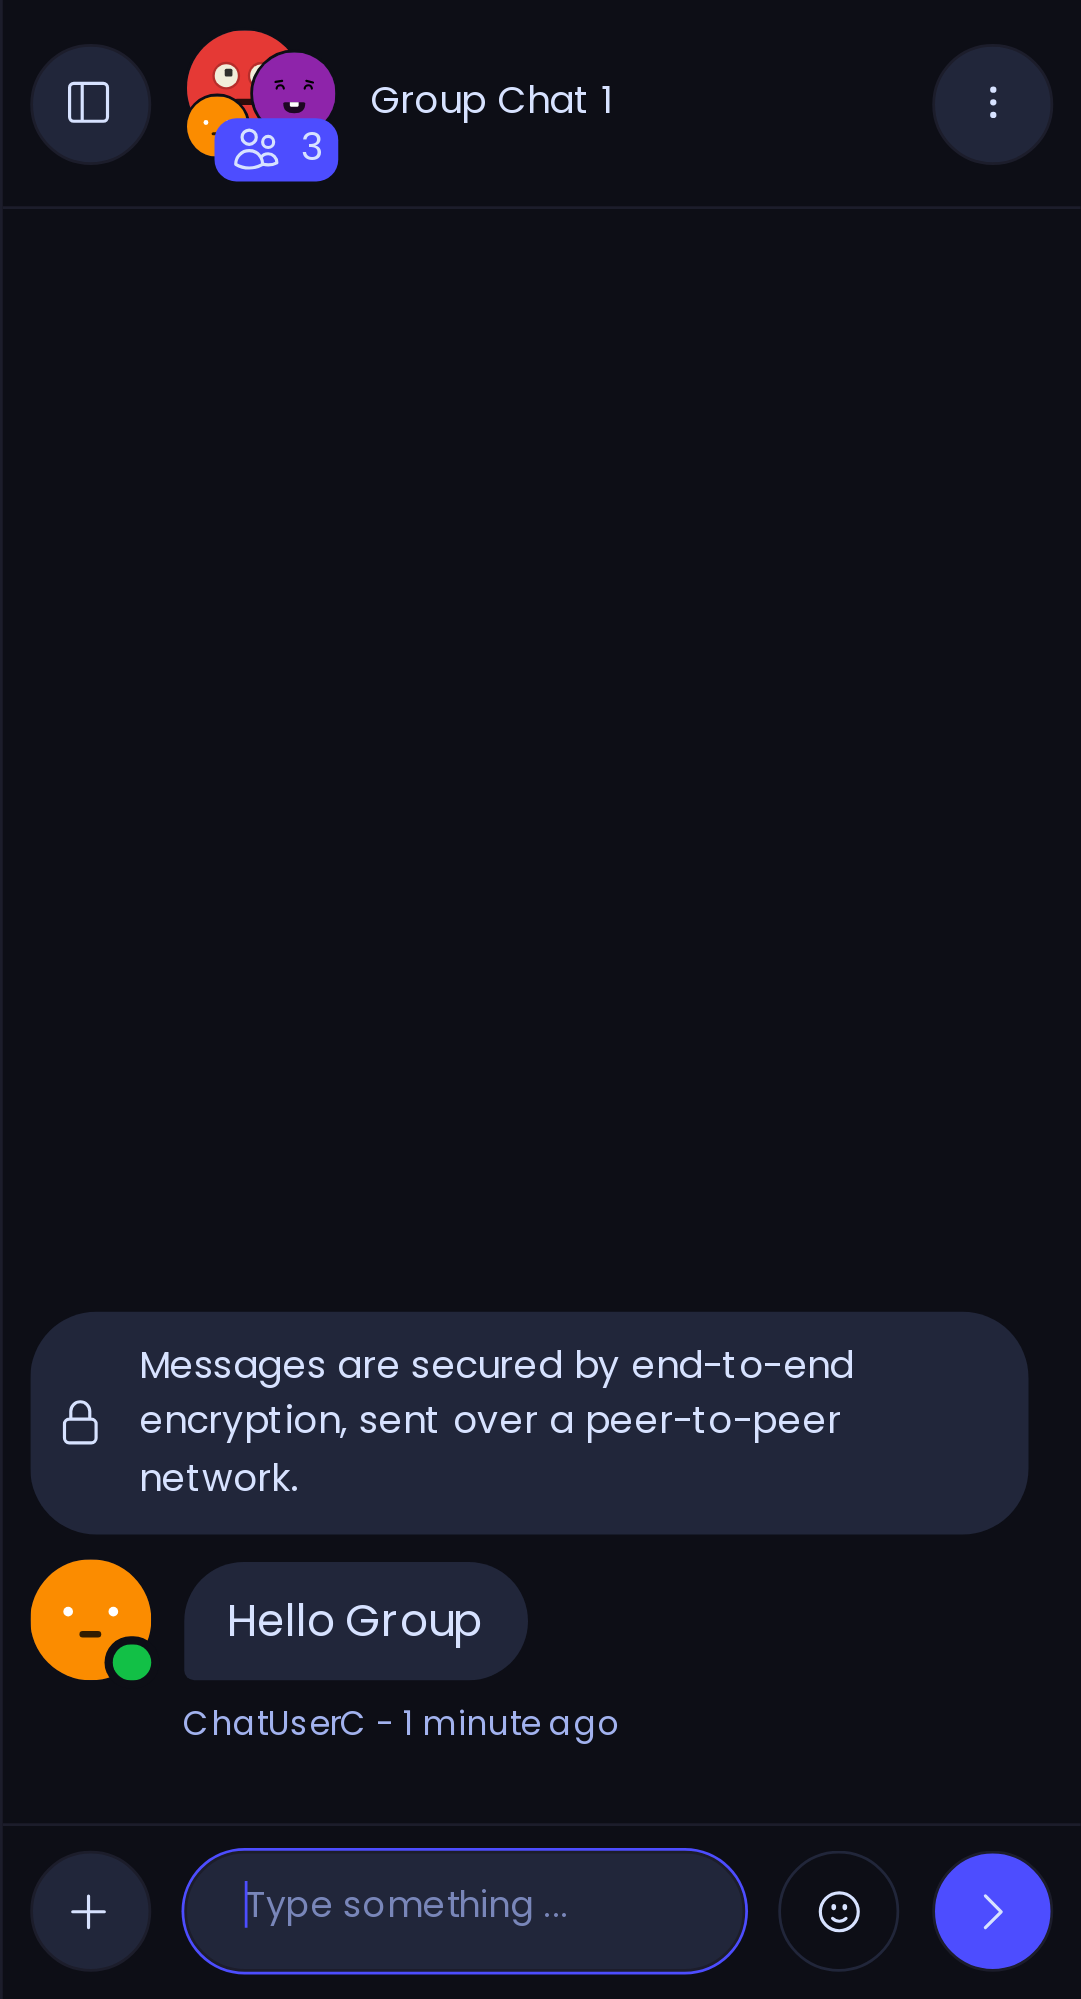 Group Chat 1
3
Messages are secured by end-to-end
encryption, sent over a peer-to-peer
network.
Hello Group
ChatUserC - 1 minute ago
Type something ...